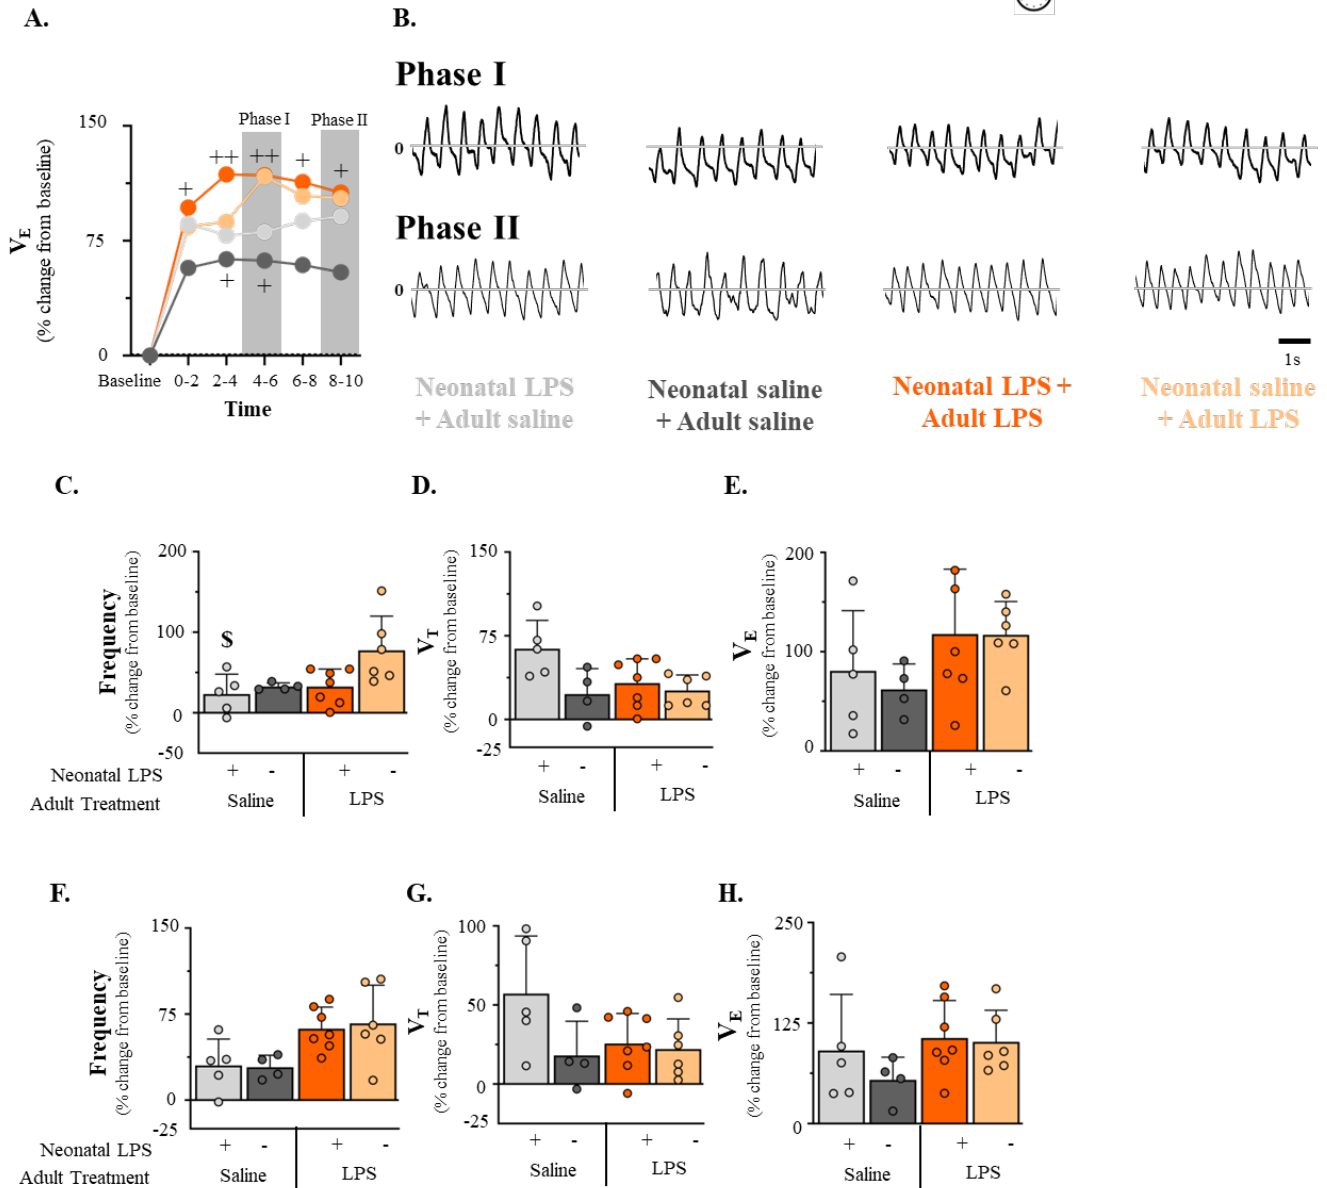 A.
B.
Phase I
150
Phase I
Phase II
++
++
+
+
+
0
75
Phase II
+
+
0
0
V_E
(% change from baseline)
Baseline
0-2
2-4
4-6
6-8
8-10
Time
1s
Neonatal LPS
+ Adult saline
Neonatal saline
+ Adult saline
Neonatal LPS +
Adult LPS
Neonatal saline
+ Adult LPS
C.
D.
E.
200
100
0
-50
Frequency
(% change from baseline)
$
150
75
0
-25
V_T
(% change from baseline)
200
100
0
V_E
(% change from baseline)
Neonatal LPS
+
-
+
-
+
-
+
-
+
-
+
-
Adult Treatment
Saline
LPS
Saline
LPS
Saline
LPS
F.
G.
H.
150
75
0
-25
Frequency
(% change from baseline)
100
50
0
-25
V_T
(% change from baseline)
250
125
0
V_E
(% change from baseline)
Neonatal LPS
+
-
+
-
+
-
+
-
+
-
+
-
Adult Treatment
Saline
LPS
Saline
LPS
Saline
LPS